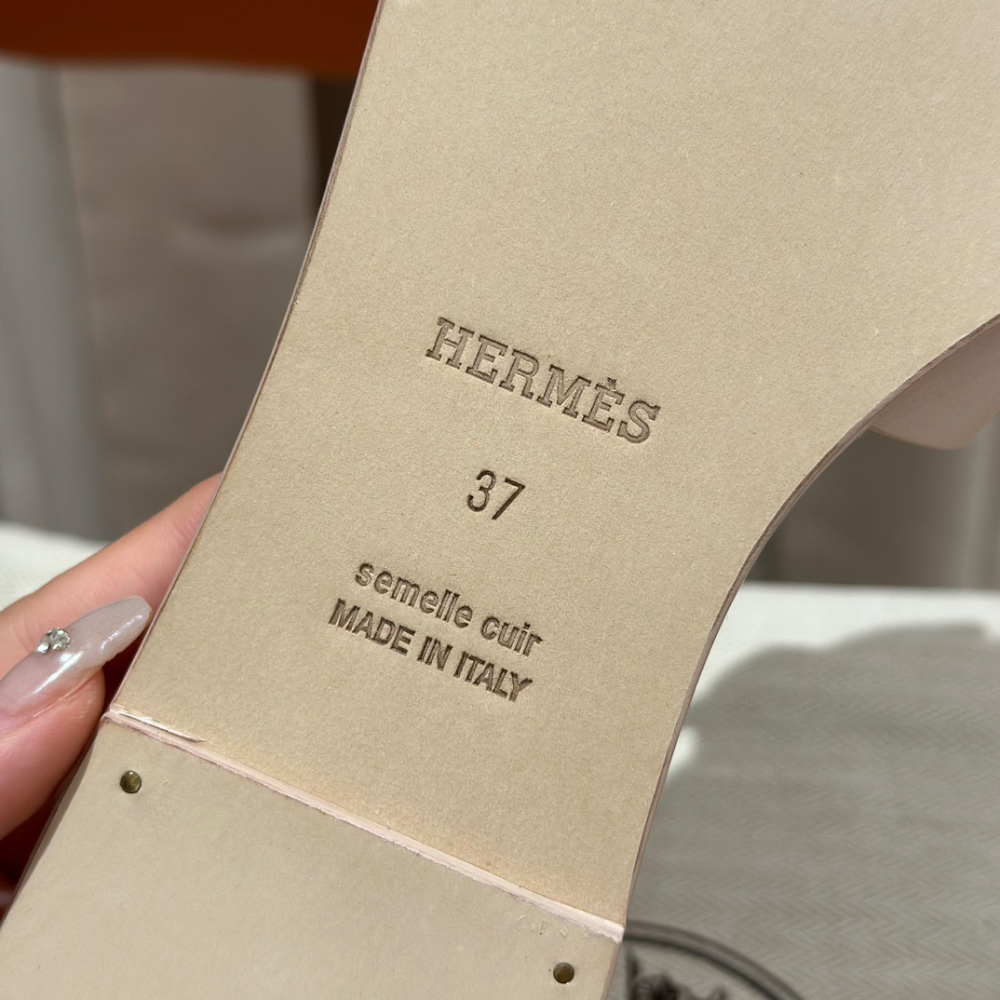 HERMÈS
37
semelle cuir
MADE IN ITALY